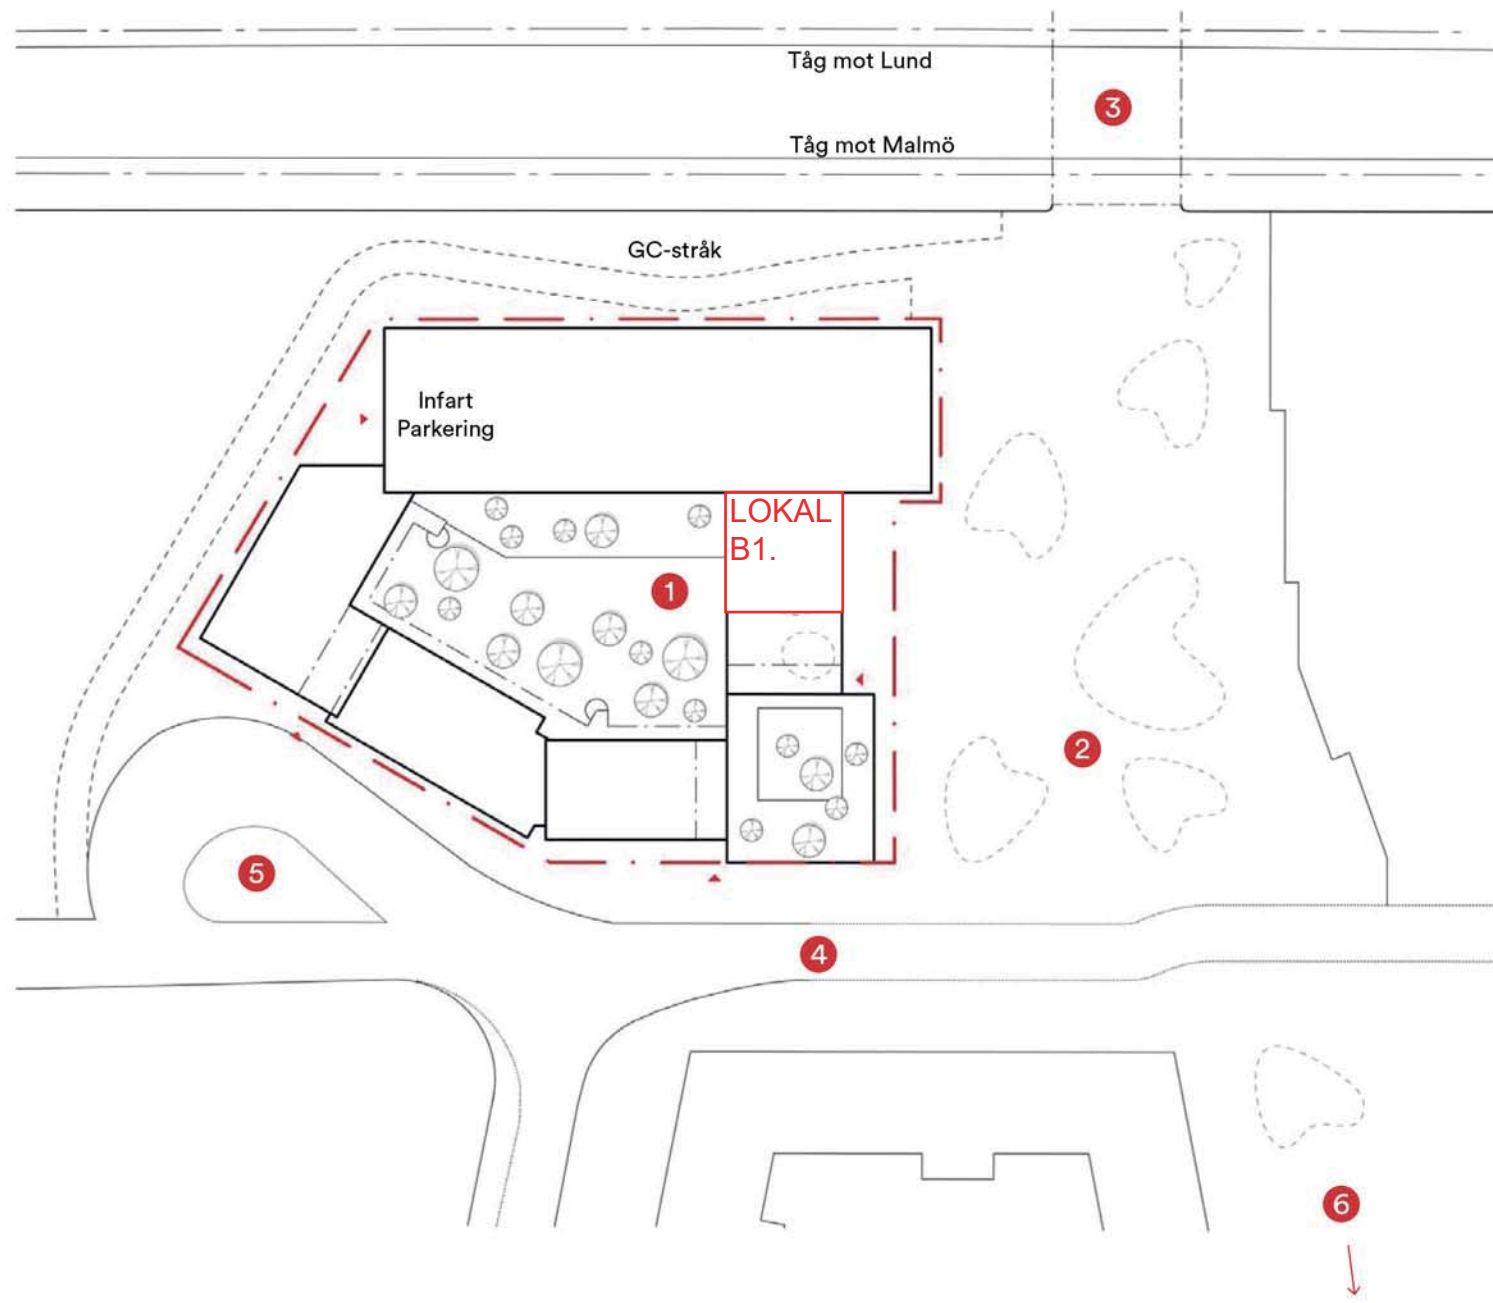 Tåg mot Lund
3
Tåg mot Malmö
GC-stråk
Infart
Parkering
LOKAL
B1.
1
2
5
4
6